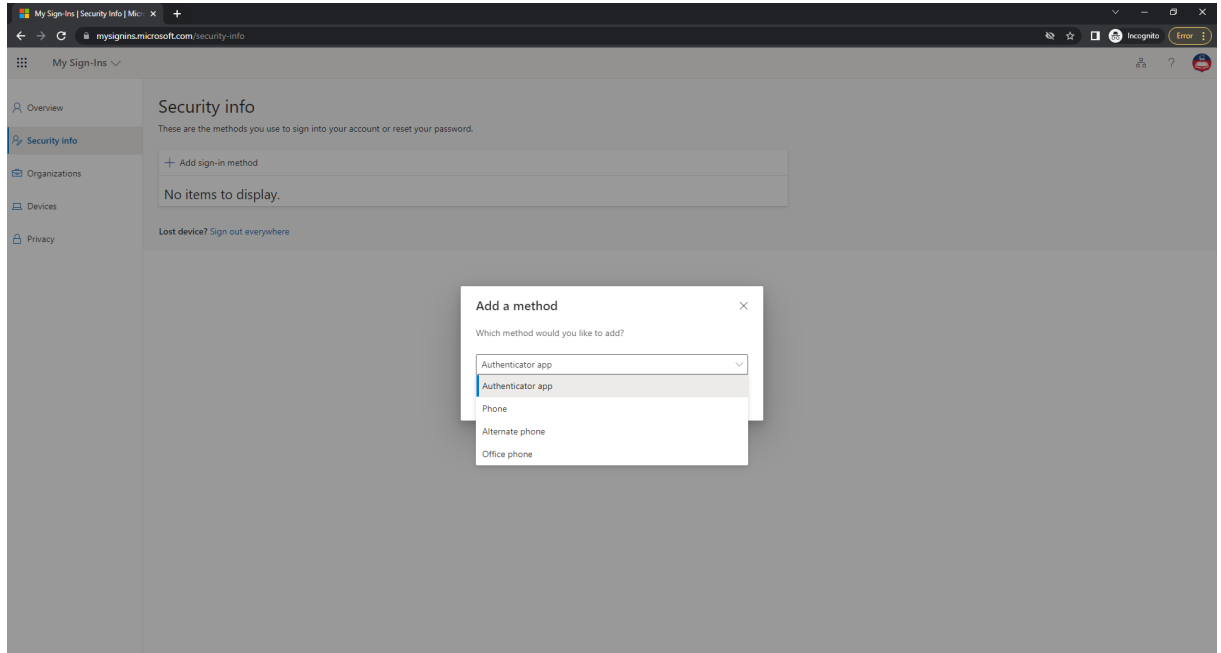 My Sign-Ins | Security Info | Micr
mysignins.microsoft.com/security-info
Incognito
Error
My Sign-Ins
?
Overview
Security info
Organizations
Devices
Privacy
Security info
These are the methods you use to sign into your account or reset your password.
+ Add sign-in method
No items to display.
Lost device? Sign out everywhere
Add a method
Which method would you like to add?
Authenticator app
Authenticator app
Phone
Alternate phone
Office phone